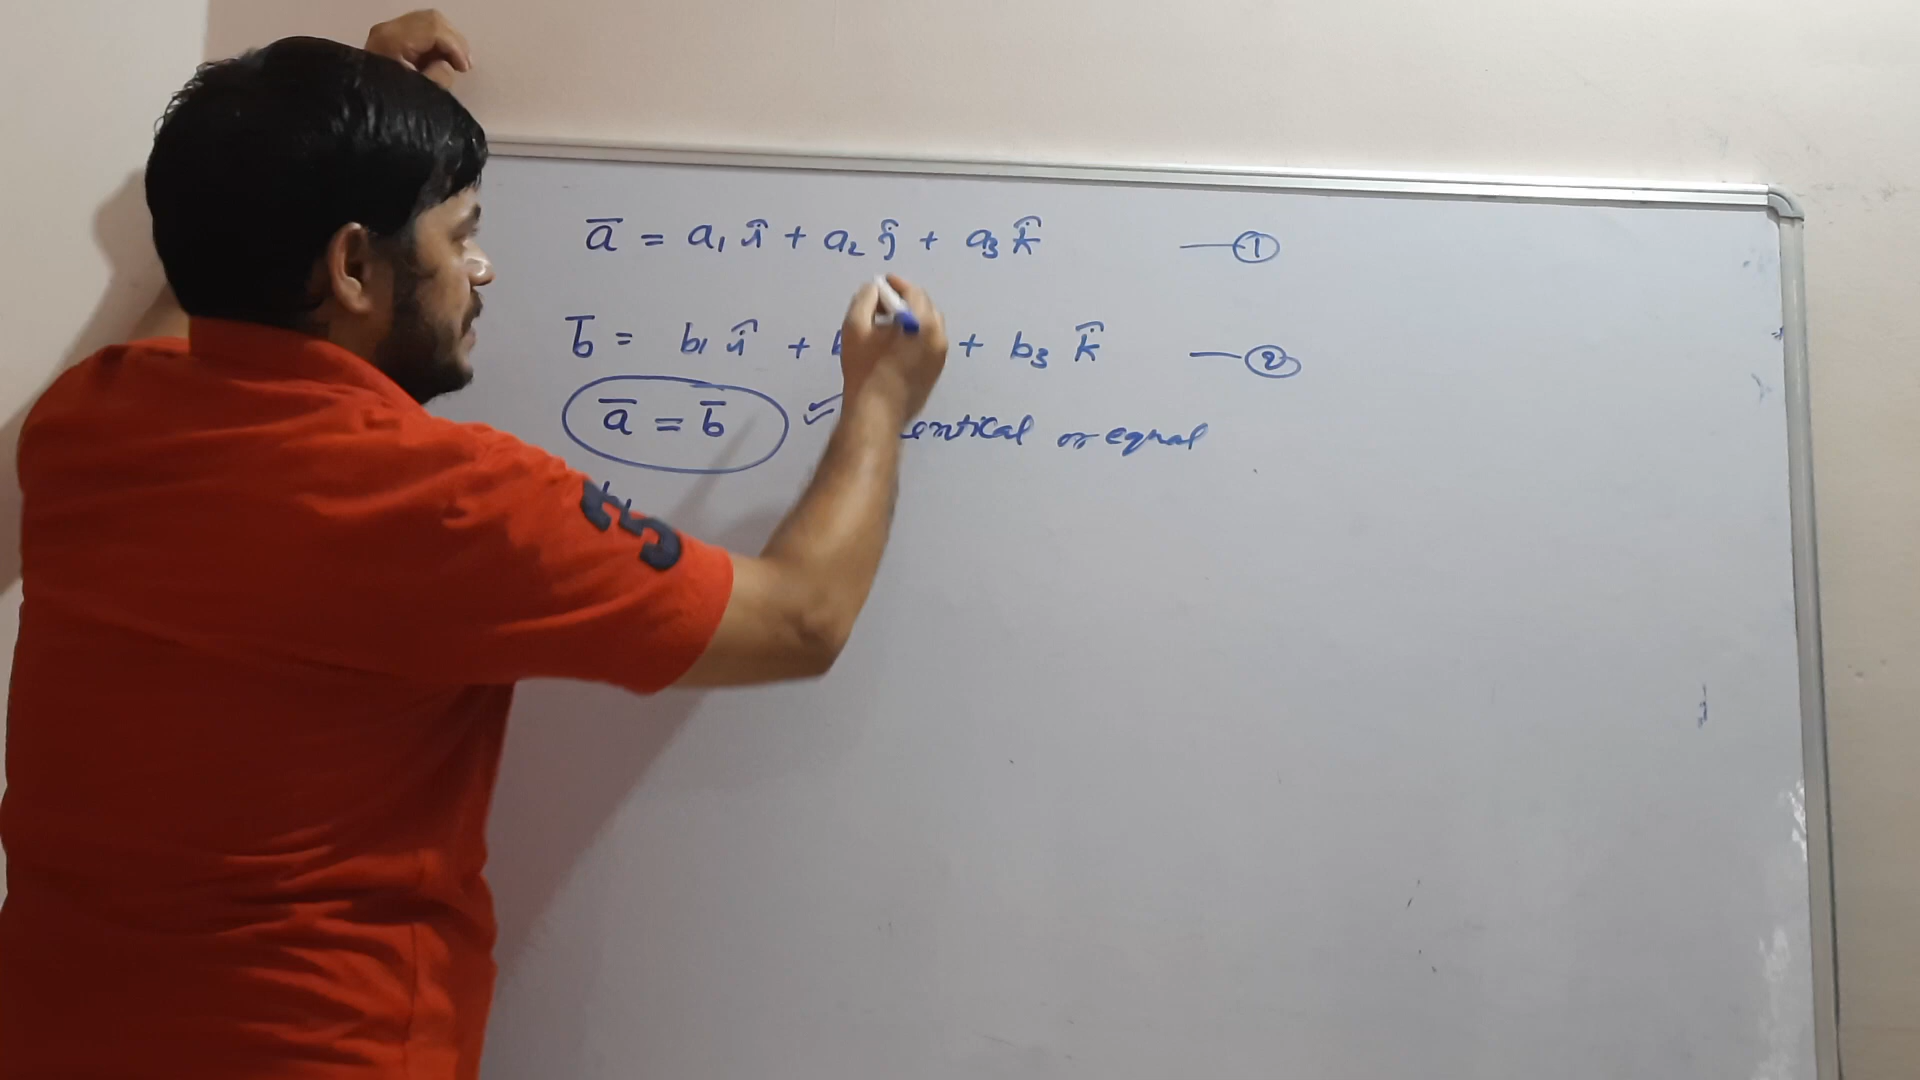 a̅ = a₁ î + a₂ ĵ + a₃ k̂ —①
b̅ = b₁ î + + b₃ k̂ —②
a̅ = b̅ or equal